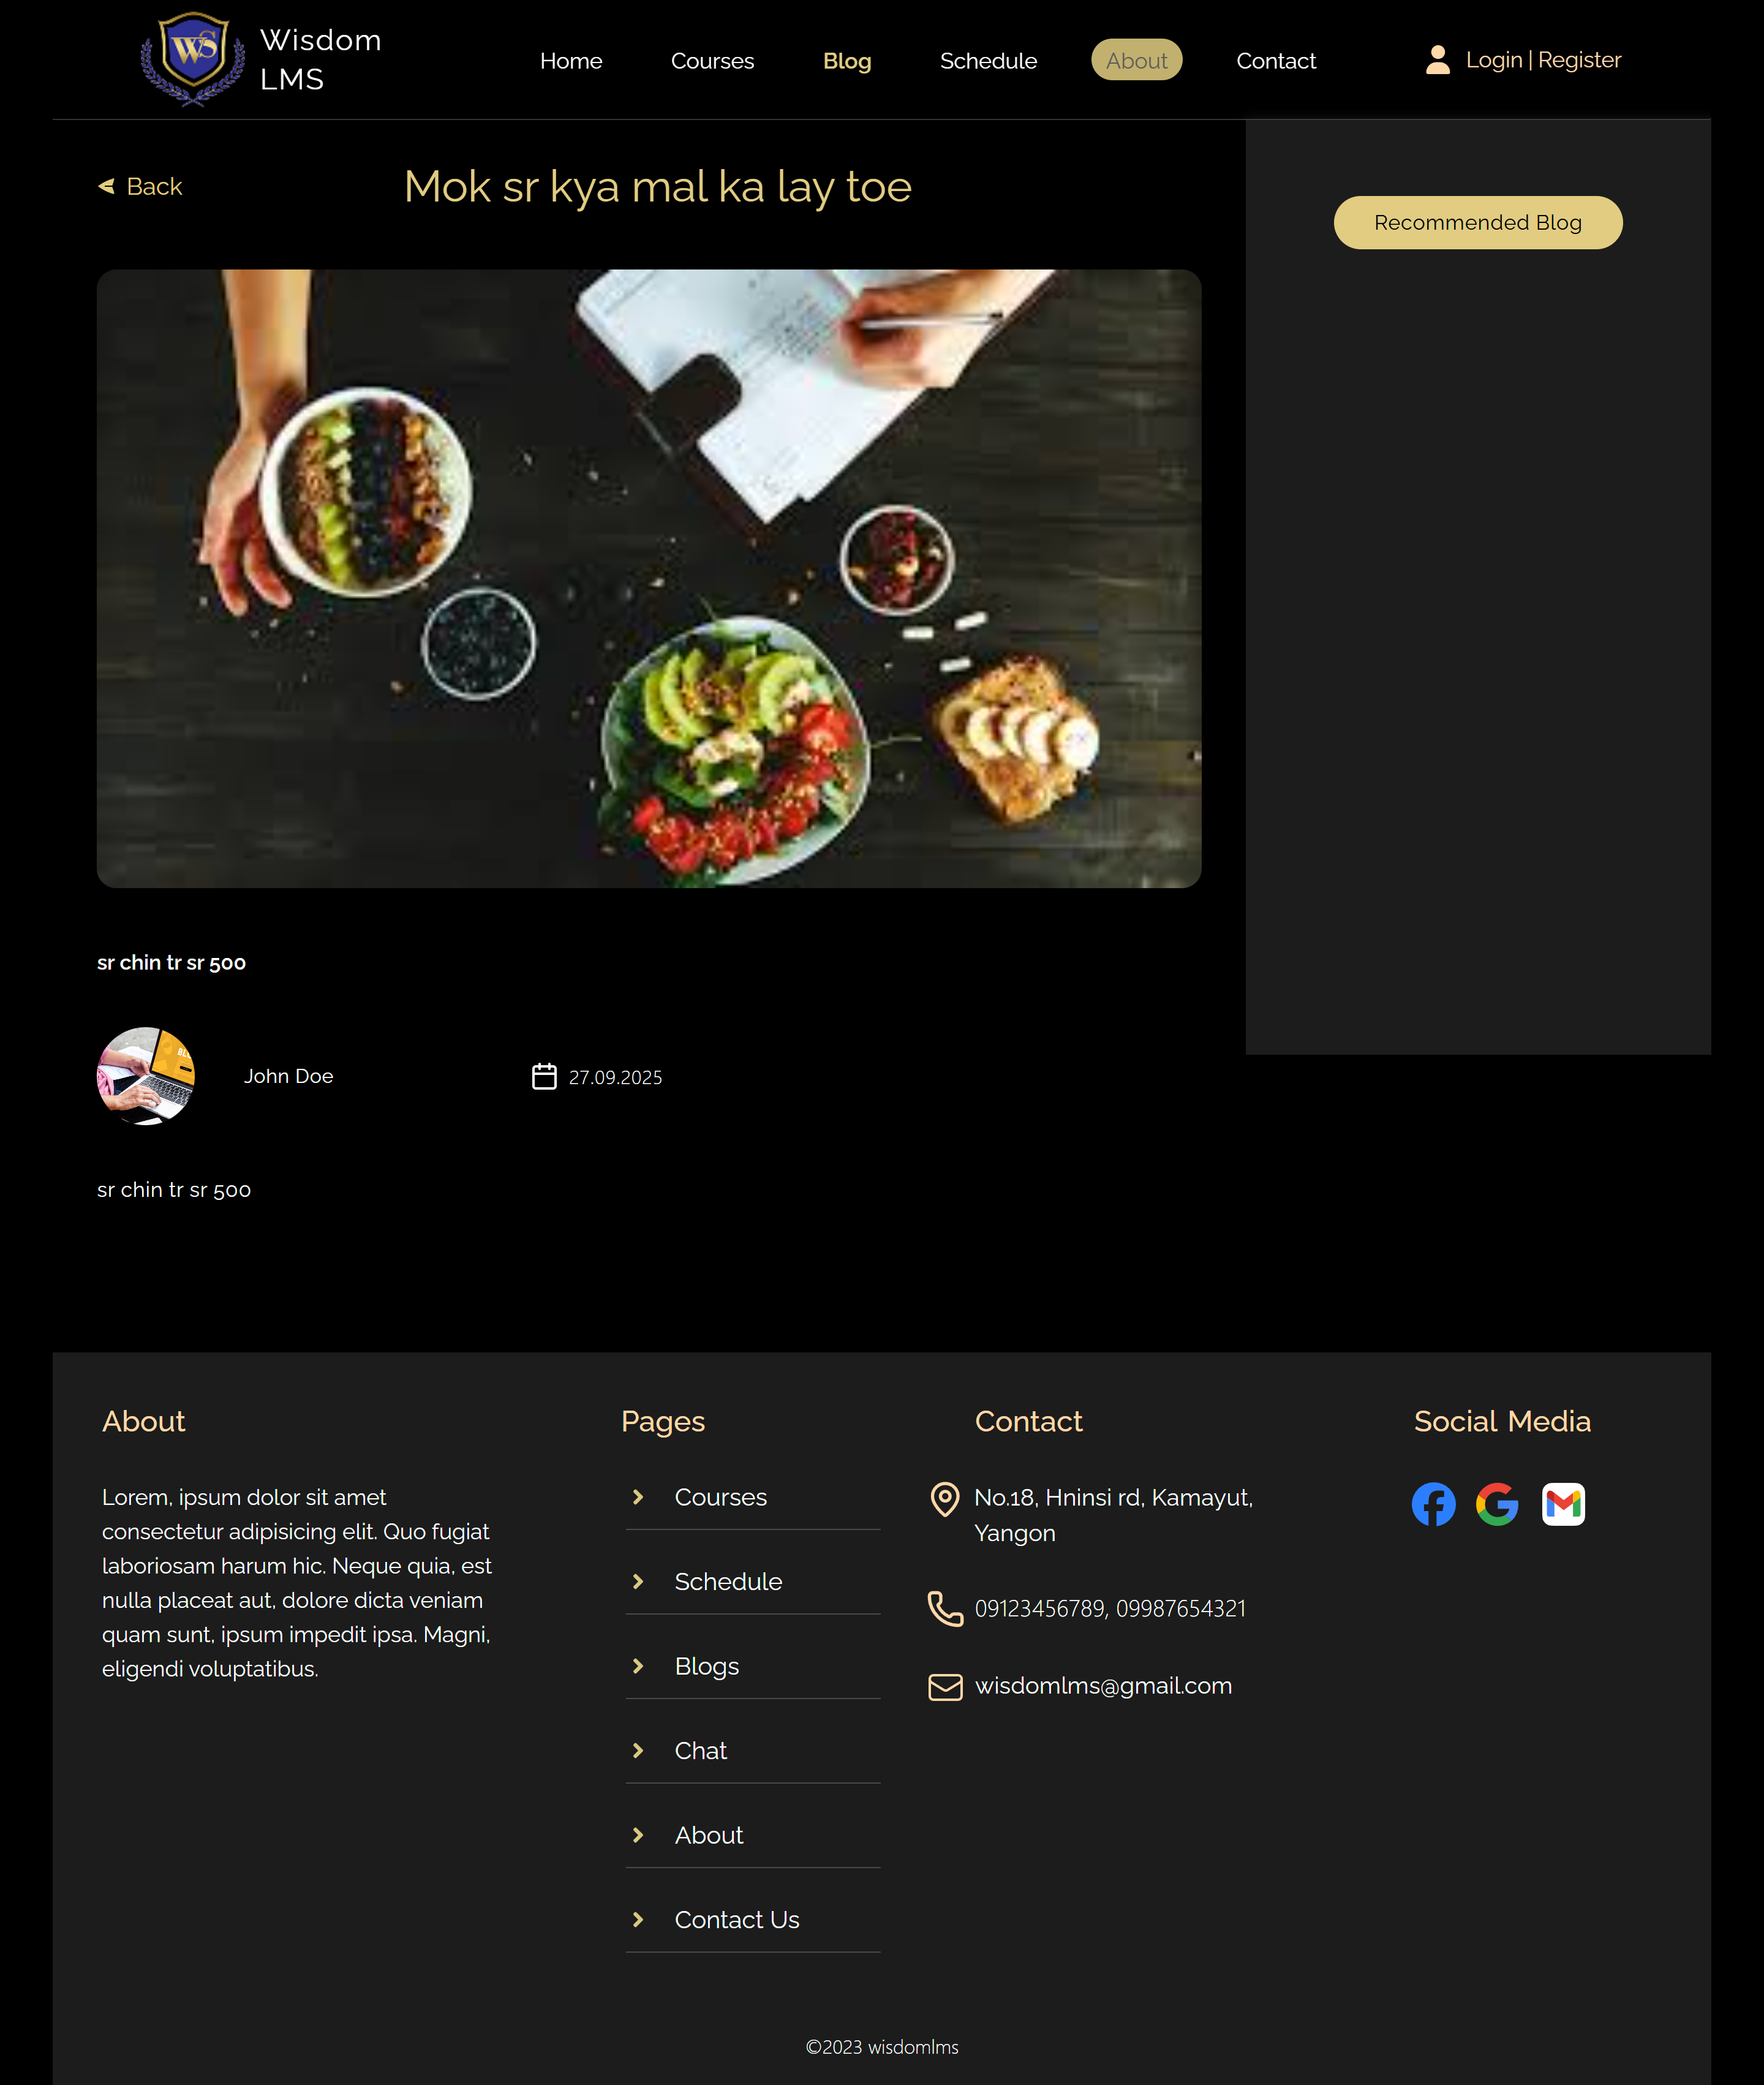 WS
Wisdom
LMS
Home
Courses
Blog
Schedule
About
Contact
Login | Register
Back
Mok sr kya mal ka lay toe
Recommended Blog
sr chin tr sr 500
John Doe
27.09.2025
sr chin tr sr 500
About
Lorem, ipsum dolor sit amet
consectetur adipisicing elit. Quo fugiat
laboriosam harum hic. Neque quia, est
nulla placeat aut, dolore dicta veniam
quam sunt, ipsum impedit ipsa. Magni,
eligendi voluptatibus.
Pages
Courses
Schedule
Blogs
Chat
About
Contact Us
Contact
No.18, Hninsi rd, Kamayut,
Yangon
09123456789, 09987654321
wisdomlms@gmail.com
Social Media
©2023 wisdomlms